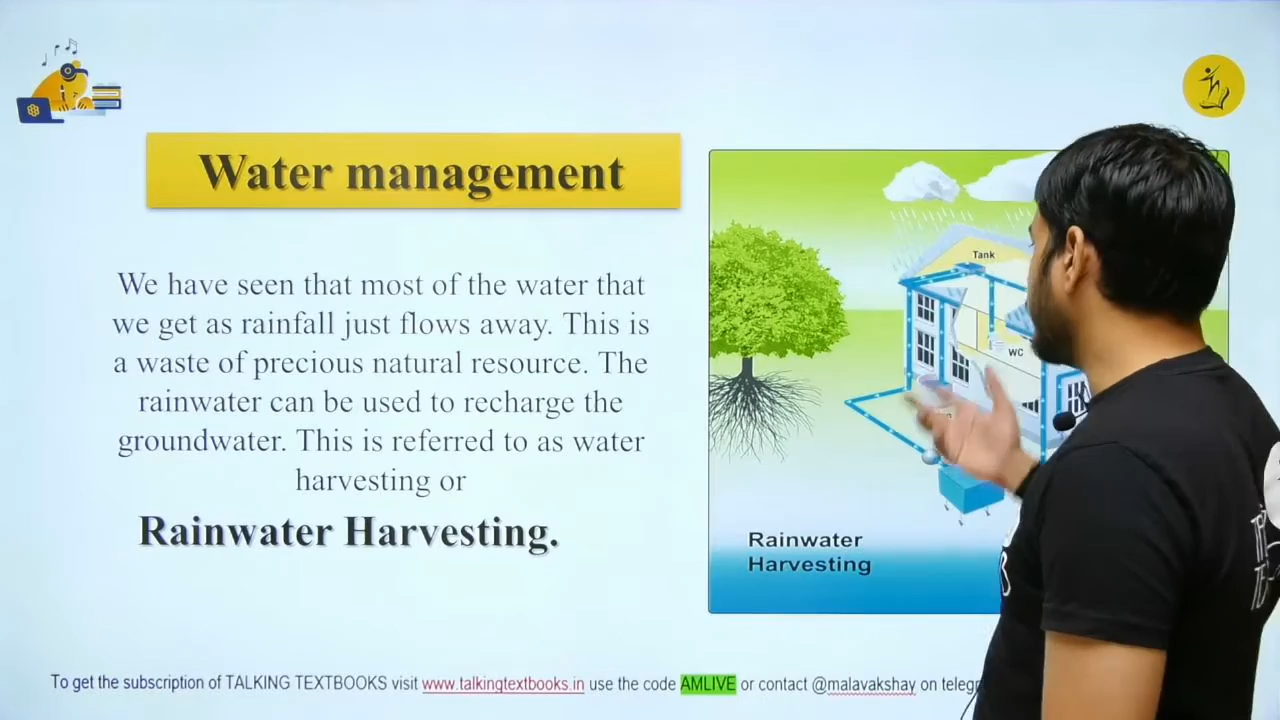 Water management
We have seen that most of the water that
we get as rainfall just flows away. This is
a waste of precious natural resource. The
rainwater can be used to recharge the
groundwater. This is referred to as water
harvesting or
Rainwater Harvesting.
Tank
WC
Rainwater
Harvesting
To get the subscription of TALKING TEXTBOOKS visit www.talkingtextbooks.in use the code AMLIVE or contact @malavakshay on